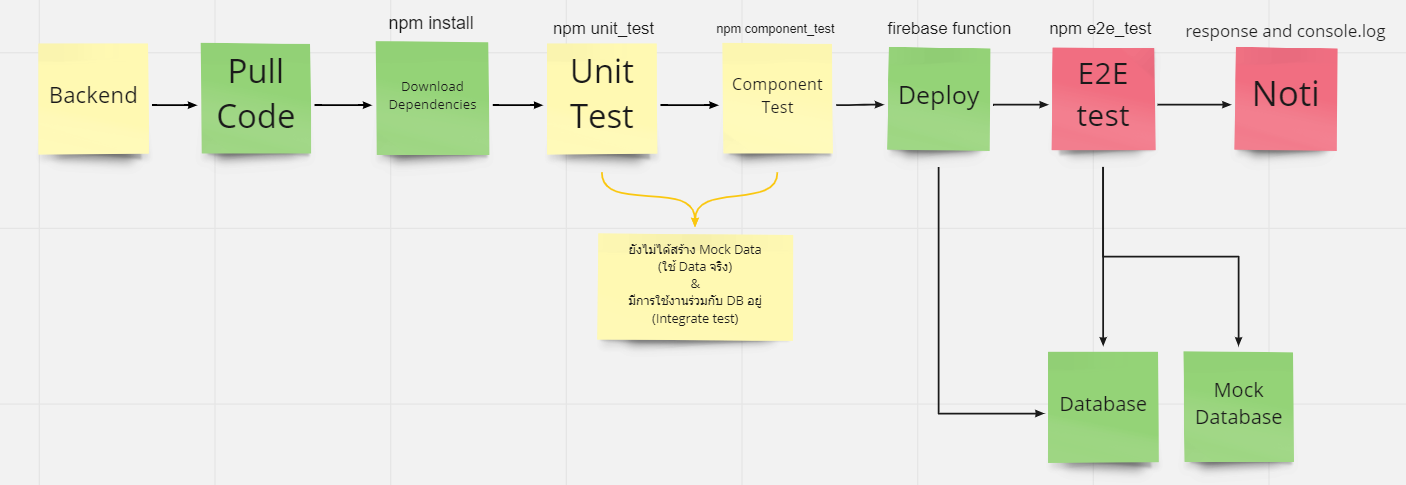 npm install
npm unit_test
npm component_test
firebase function
npm e2e_test
response and console.log
Backend
Pull
Code
Download
Dependencies
Unit
Test
Component
Test
Deploy
E2E
test
Noti
ยังไม่ได้สร้าง Mock Data
(ใช้ Data จริง)
&
มีการใช้งานร่วมกับ DB อยู่
(Integrate test)
Database
Mock
Database